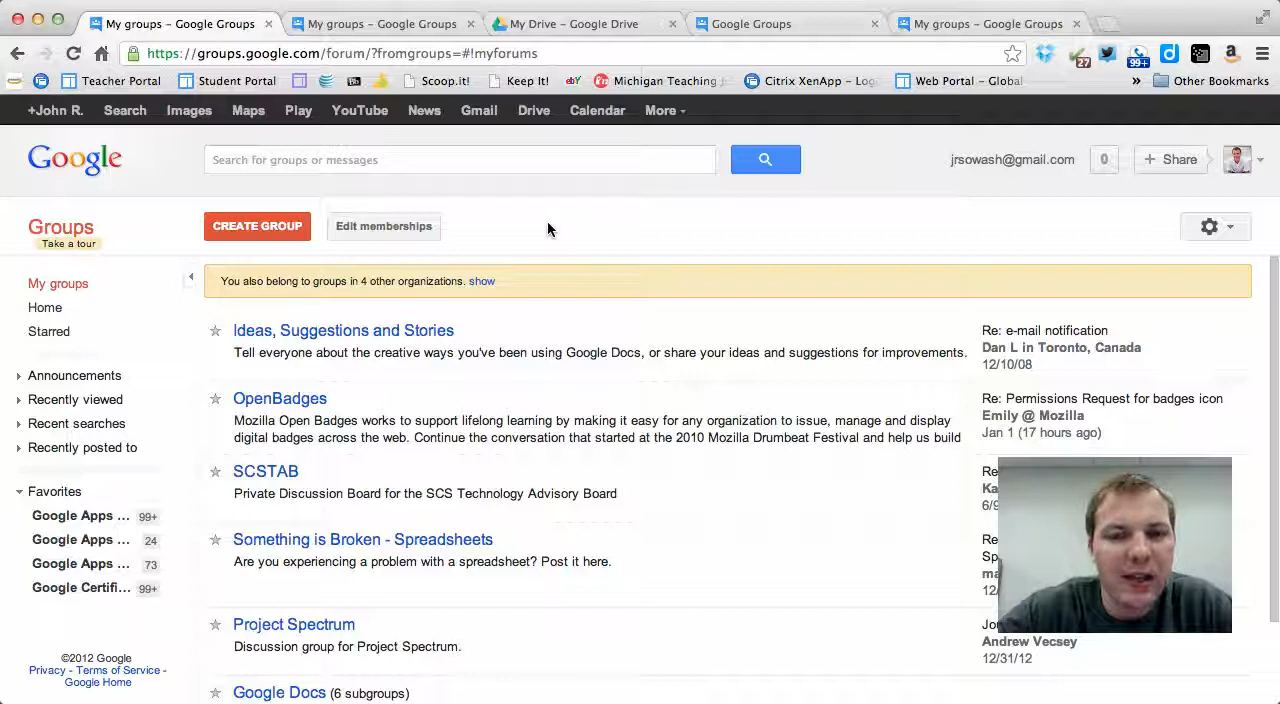 My groups - Google Groups
My groups - Google Groups
My Drive - Google Drive
Google Groups
My groups - Google Groups
https://groups.google.com/forum/?fromgroups=#!myforums
27
99+
Teacher Portal
Student Portal
Scoop.it!
Keep It!
Michigan Teaching
Citrix XenApp - Log
Web Portal - Global
»
Other Bookmarks
+John R.
Search
Images
Maps
Play
YouTube
News
Gmail
Drive
Calendar
More
Google
Search for groups or messages
jrsowash@gmail.com
0
+ Share
Groups
Take a tour
CREATE GROUP
Edit memberships
You also belong to groups in 4 other organizations. show
My groups
Home
Starred
Announcements
Recently viewed
Recent searches
Recently posted to
Favorites
Google Apps ... 99+
Google Apps ... 24
Google Apps ... 73
Google Certifi... 99+
©2012 Google
Privacy - Terms of Service -
Google Home
Ideas, Suggestions and Stories
Tell everyone about the creative ways you've been using Google Docs, or share your ideas and suggestions for improvements.
Re: e-mail notification
Dan L in Toronto, Canada
12/10/08
OpenBadges
Mozilla Open Badges works to support lifelong learning by making it easy for any organization to issue, manage and display
digital badges across the web. Continue the conversation that started at the 2010 Mozilla Drumbeat Festival and help us build
Re: Permissions Request for badges icon
Emily @ Mozilla
Jan 1 (17 hours ago)
SCSTAB
Private Discussion Board for the SCS Technology Advisory Board
Something is Broken - Spreadsheets
Are you experiencing a problem with a spreadsheet? Post it here.
Project Spectrum
Discussion group for Project Spectrum.
Andrew Vecsey
12/31/12
Google Docs (6 subgroups)